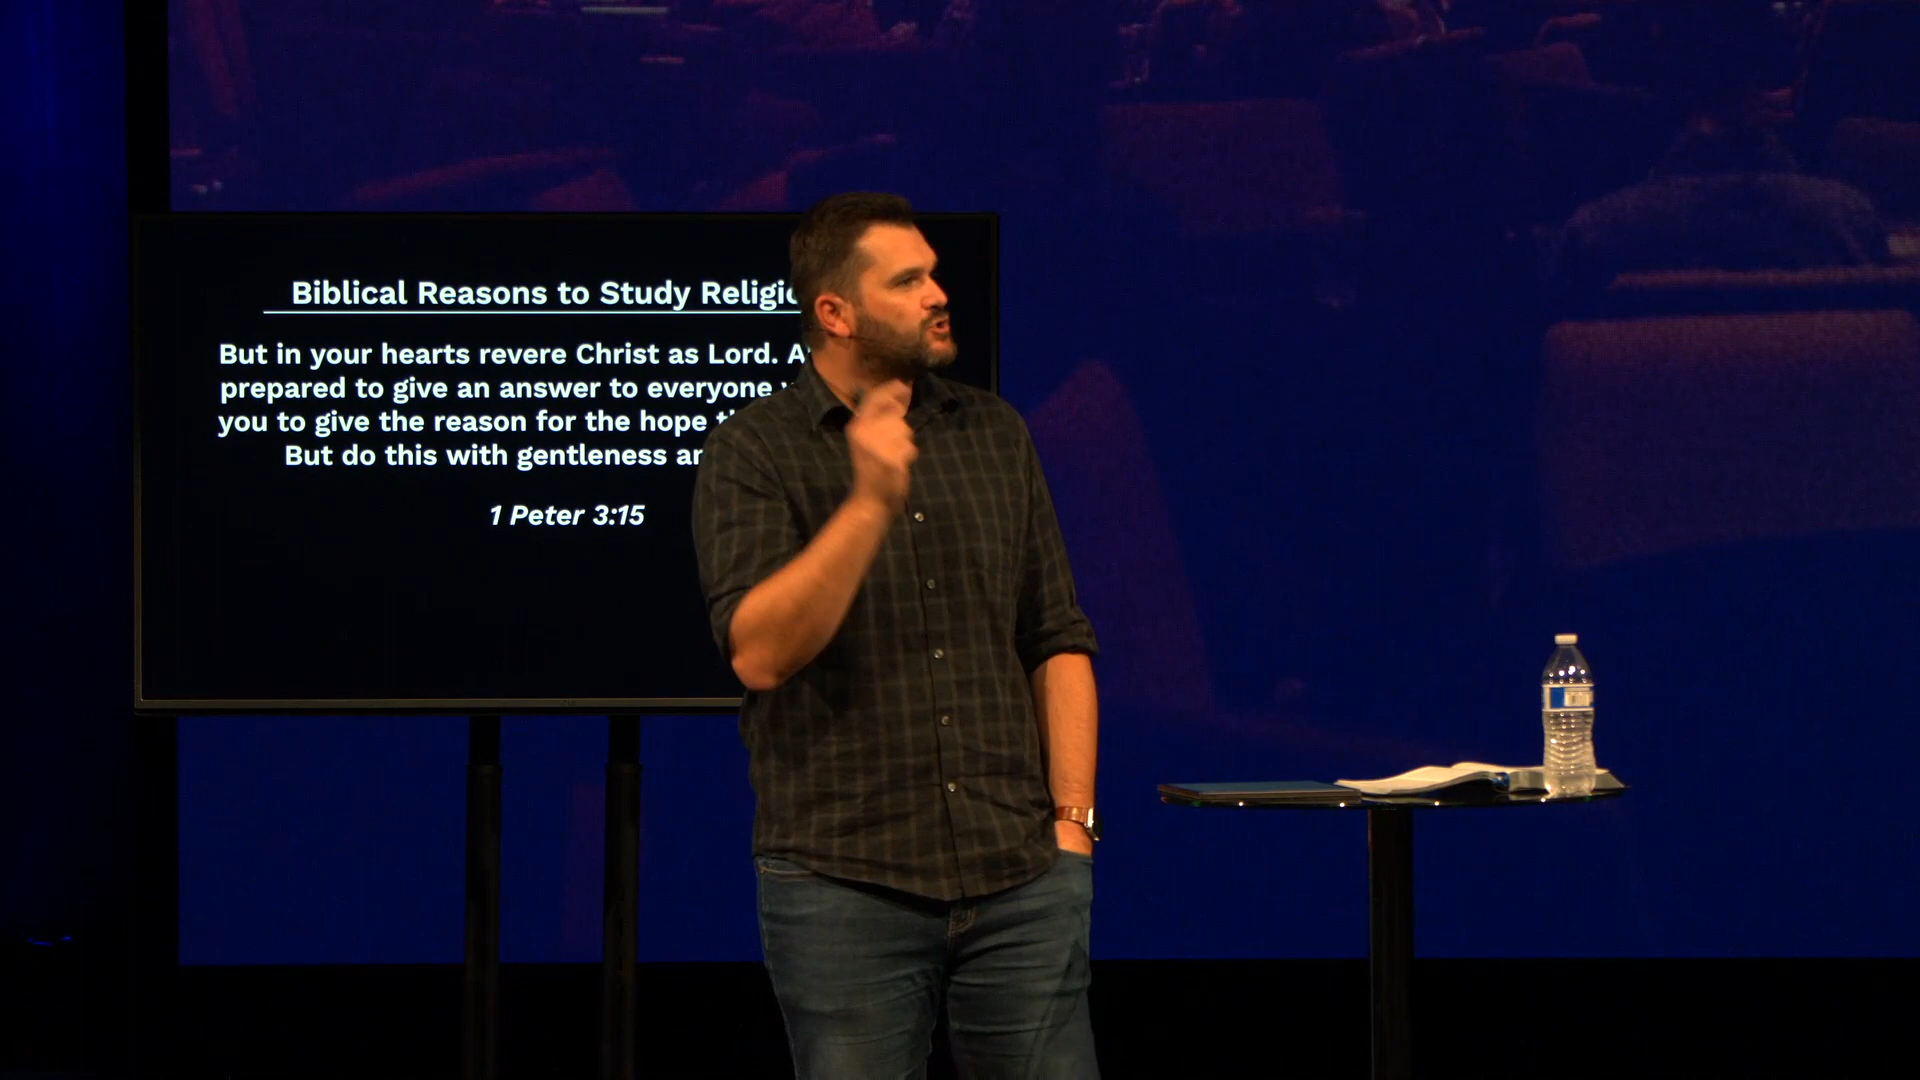 Biblical Reasons to Study Religio
But in your hearts revere Christ as Lord. A
prepared to give an answer to everyone
you to give the reason for the hope t
But do this with gentleness an
1 Peter 3:15